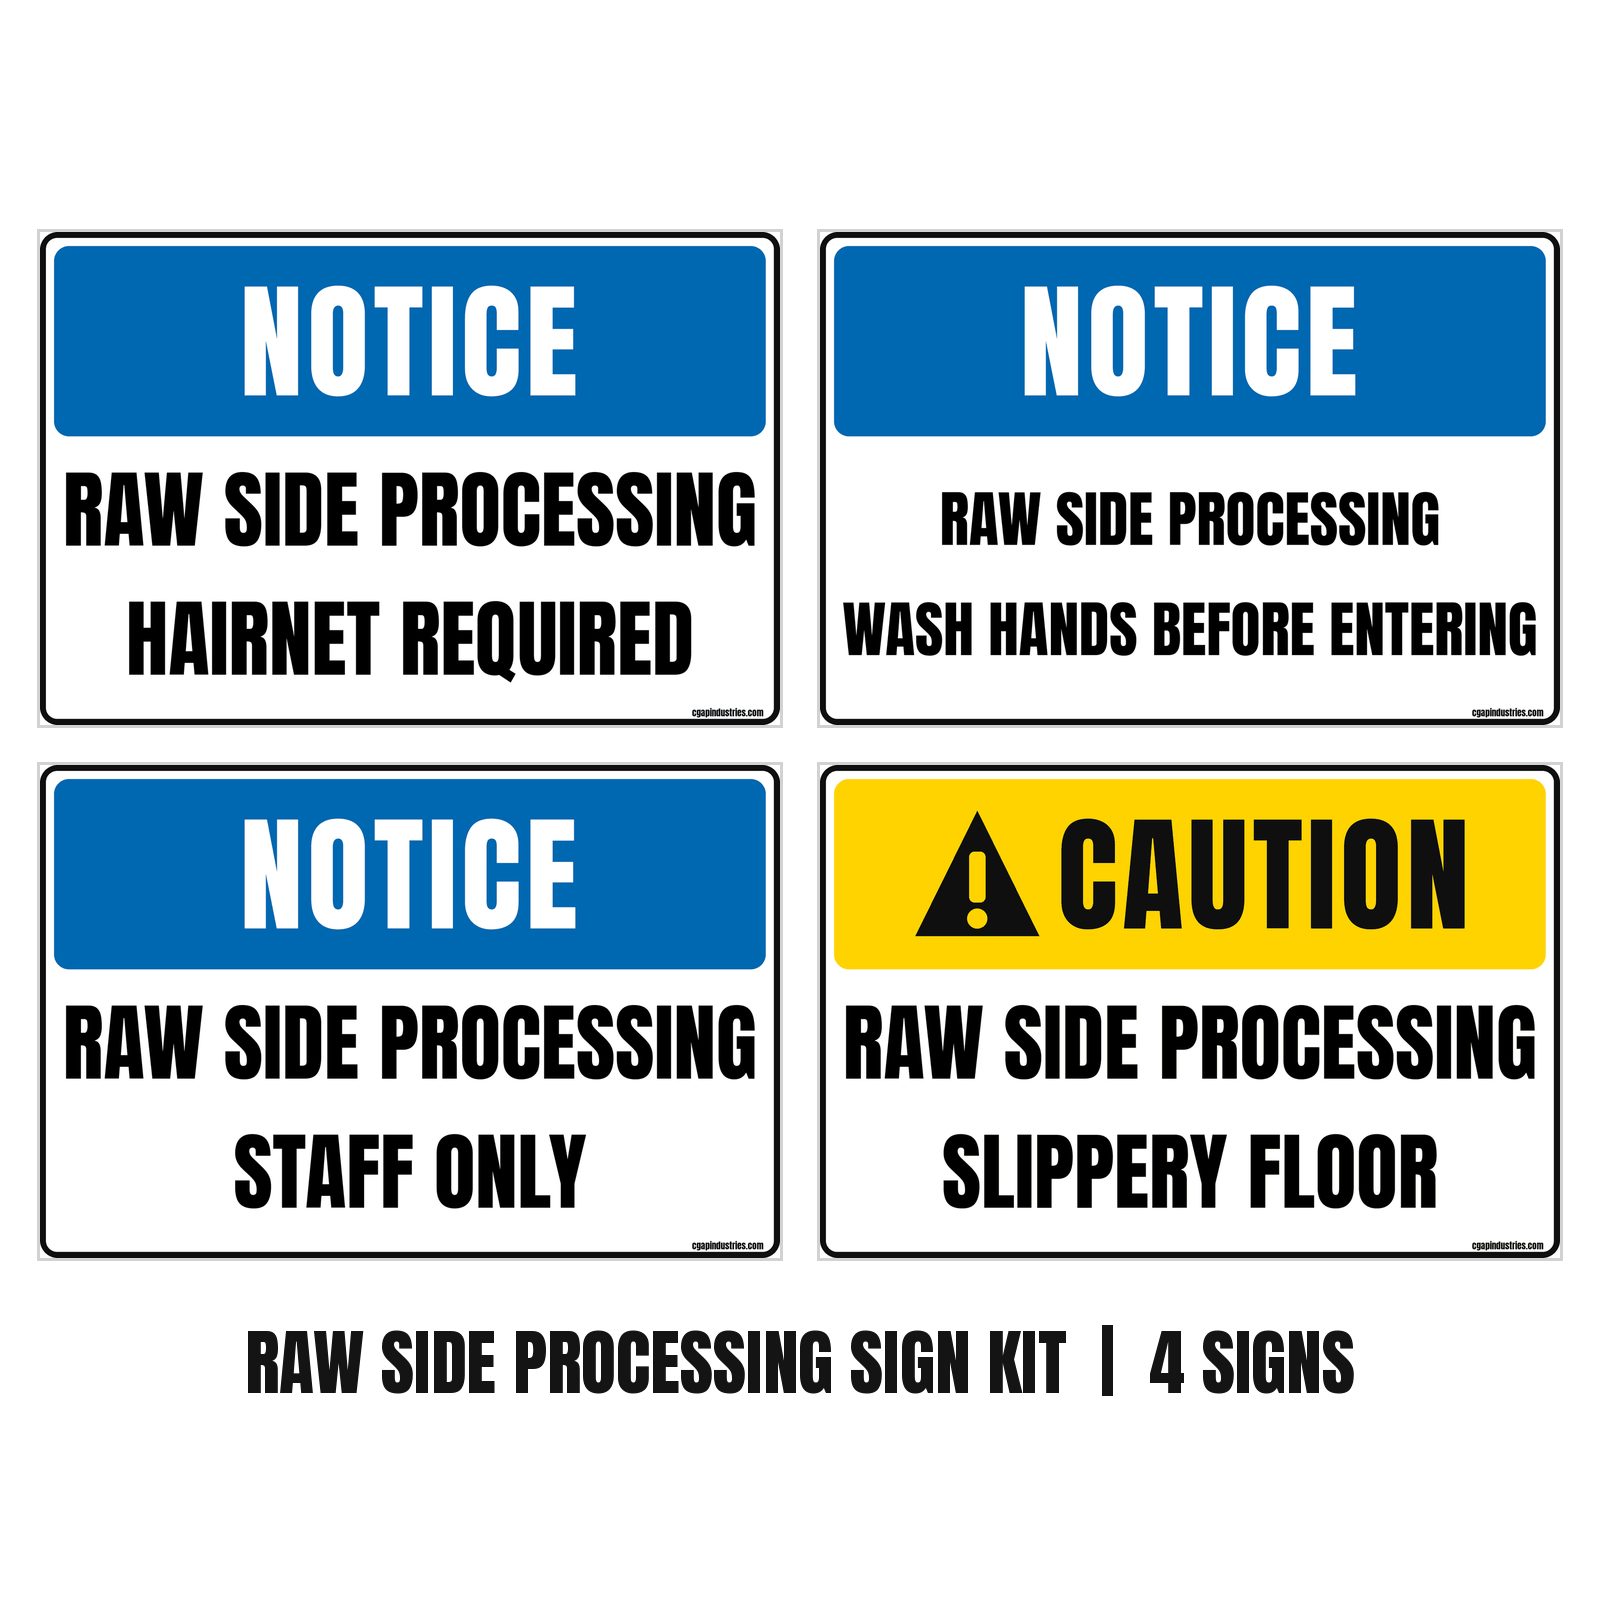 NOTICE
RAW SIDE PROCESSING
HAIRNET REQUIRED
cgapindustries.com
NOTICE
RAW SIDE PROCESSING
WASH HANDS BEFORE ENTERING
cgapindustries.com
NOTICE
RAW SIDE PROCESSING
STAFF ONLY
cgapindustries.com
CAUTION
RAW SIDE PROCESSING
SLIPPERY FLOOR
cgapindustries.com
RAW SIDE PROCESSING SIGN KIT | 4 SIGNS